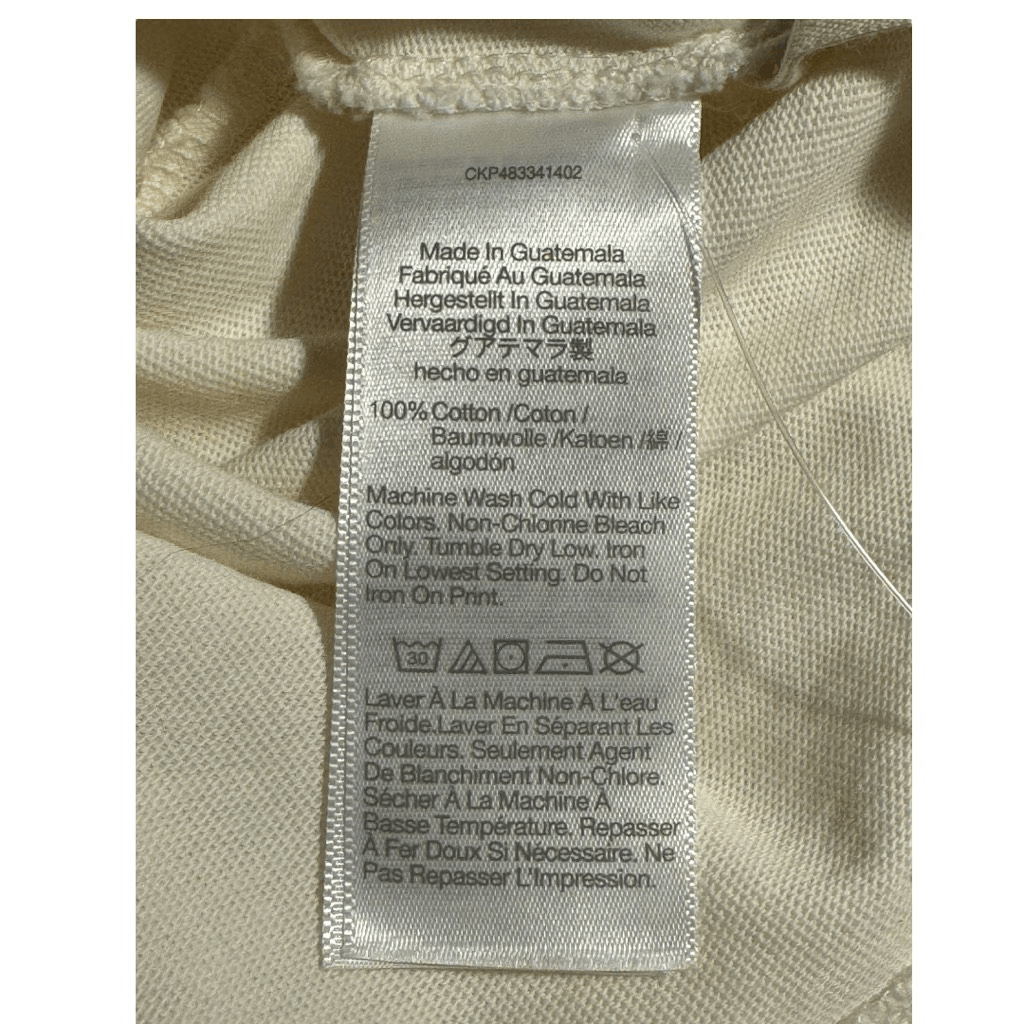 CKP483341402
Made In Guatemala
Fabriqué Au Guatemala
Hergestellt In Guatemala
Vervaardigd In Guatemala
グアテマラ製
hecho en guatemala
100% Cotton /Coton /
Baumwolle /Katoen /綿 /
algodón
Machine Wash Cold With Like
Colors. Non-Chlorine Bleach
Only. Tumble Dry Low. Iron
On Lowest Setting. Do Not
Iron On Print.
30
Laver À La Machine À L'eau
Froide.Laver En Séparant Les
Couleurs. Seulement Agent
De Blanchiment Non-Chlore.
Sécher À La Machine À
Basse Température. Repasser
À Fer Doux Si Nécessaire. Ne
Pas Repasser L'Impression.